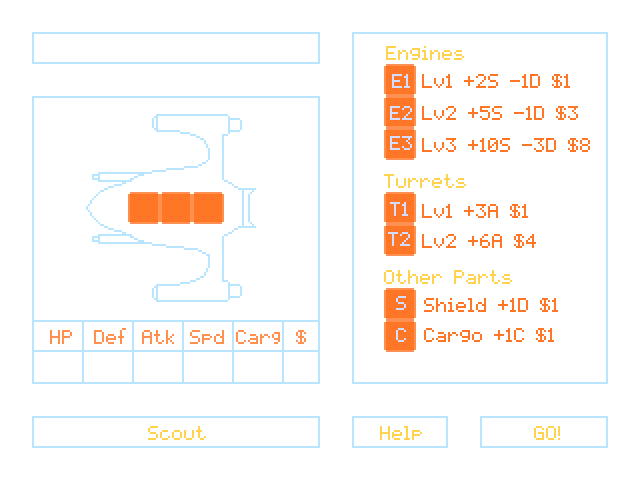 HP Def Atk Spd Carg $
Scout
Engines
E1 Lv1 +2S -1D $1
E2 Lv2 +5S -1D $3
E3 Lv3 +10S -3D $8
Turrets
T1 Lv1 +3A $1
T2 Lv2 +6A $4
Other Parts
S Shield +1D $1
C Cargo +1C $1
Help
GO!